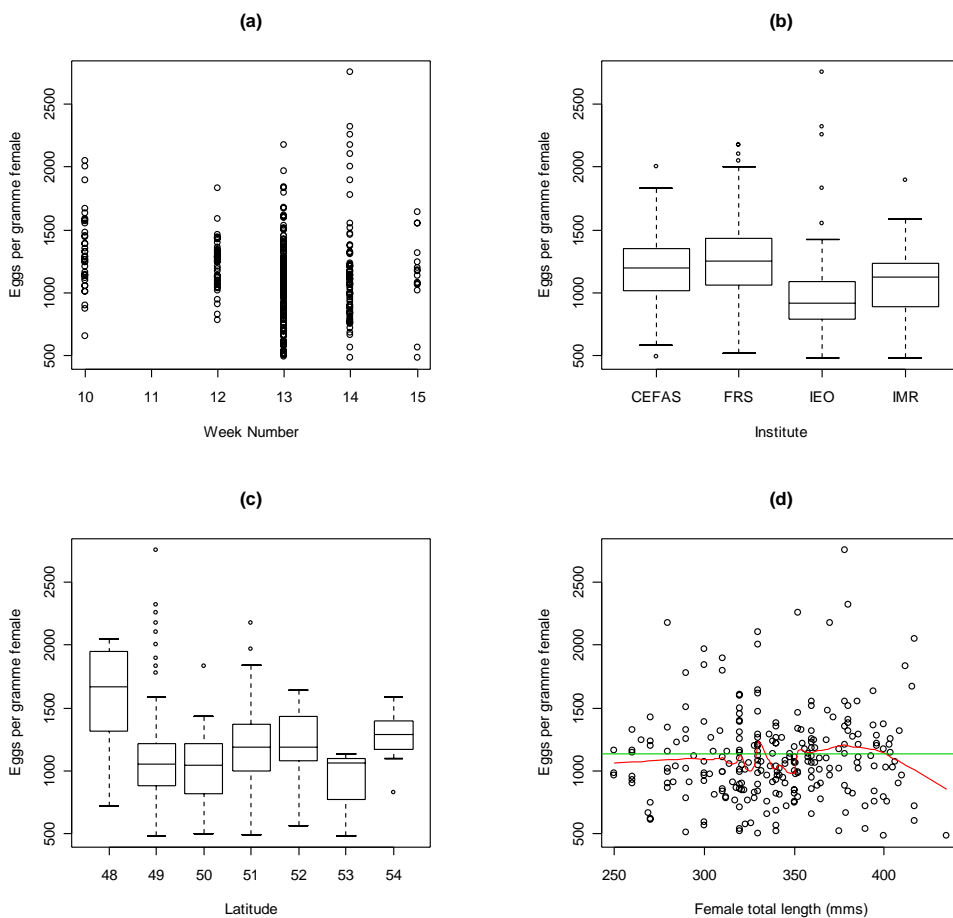 (a)
Eggs per gramme female
2500
2000
1500
1000
500
10 11 12 13 14 15
Week Number
(b)
Eggs per gramme female
2500
2000
1500
1000
500
CEFAS FRS IEO IMR
Institute
(c)
Eggs per gramme female
2500
2000
1500
1000
500
48 49 50 51 52 53 54
Latitude
(d)
Eggs per gramme female
2500
2000
1500
1000
500
250 300 350 400
Female total length (mms)